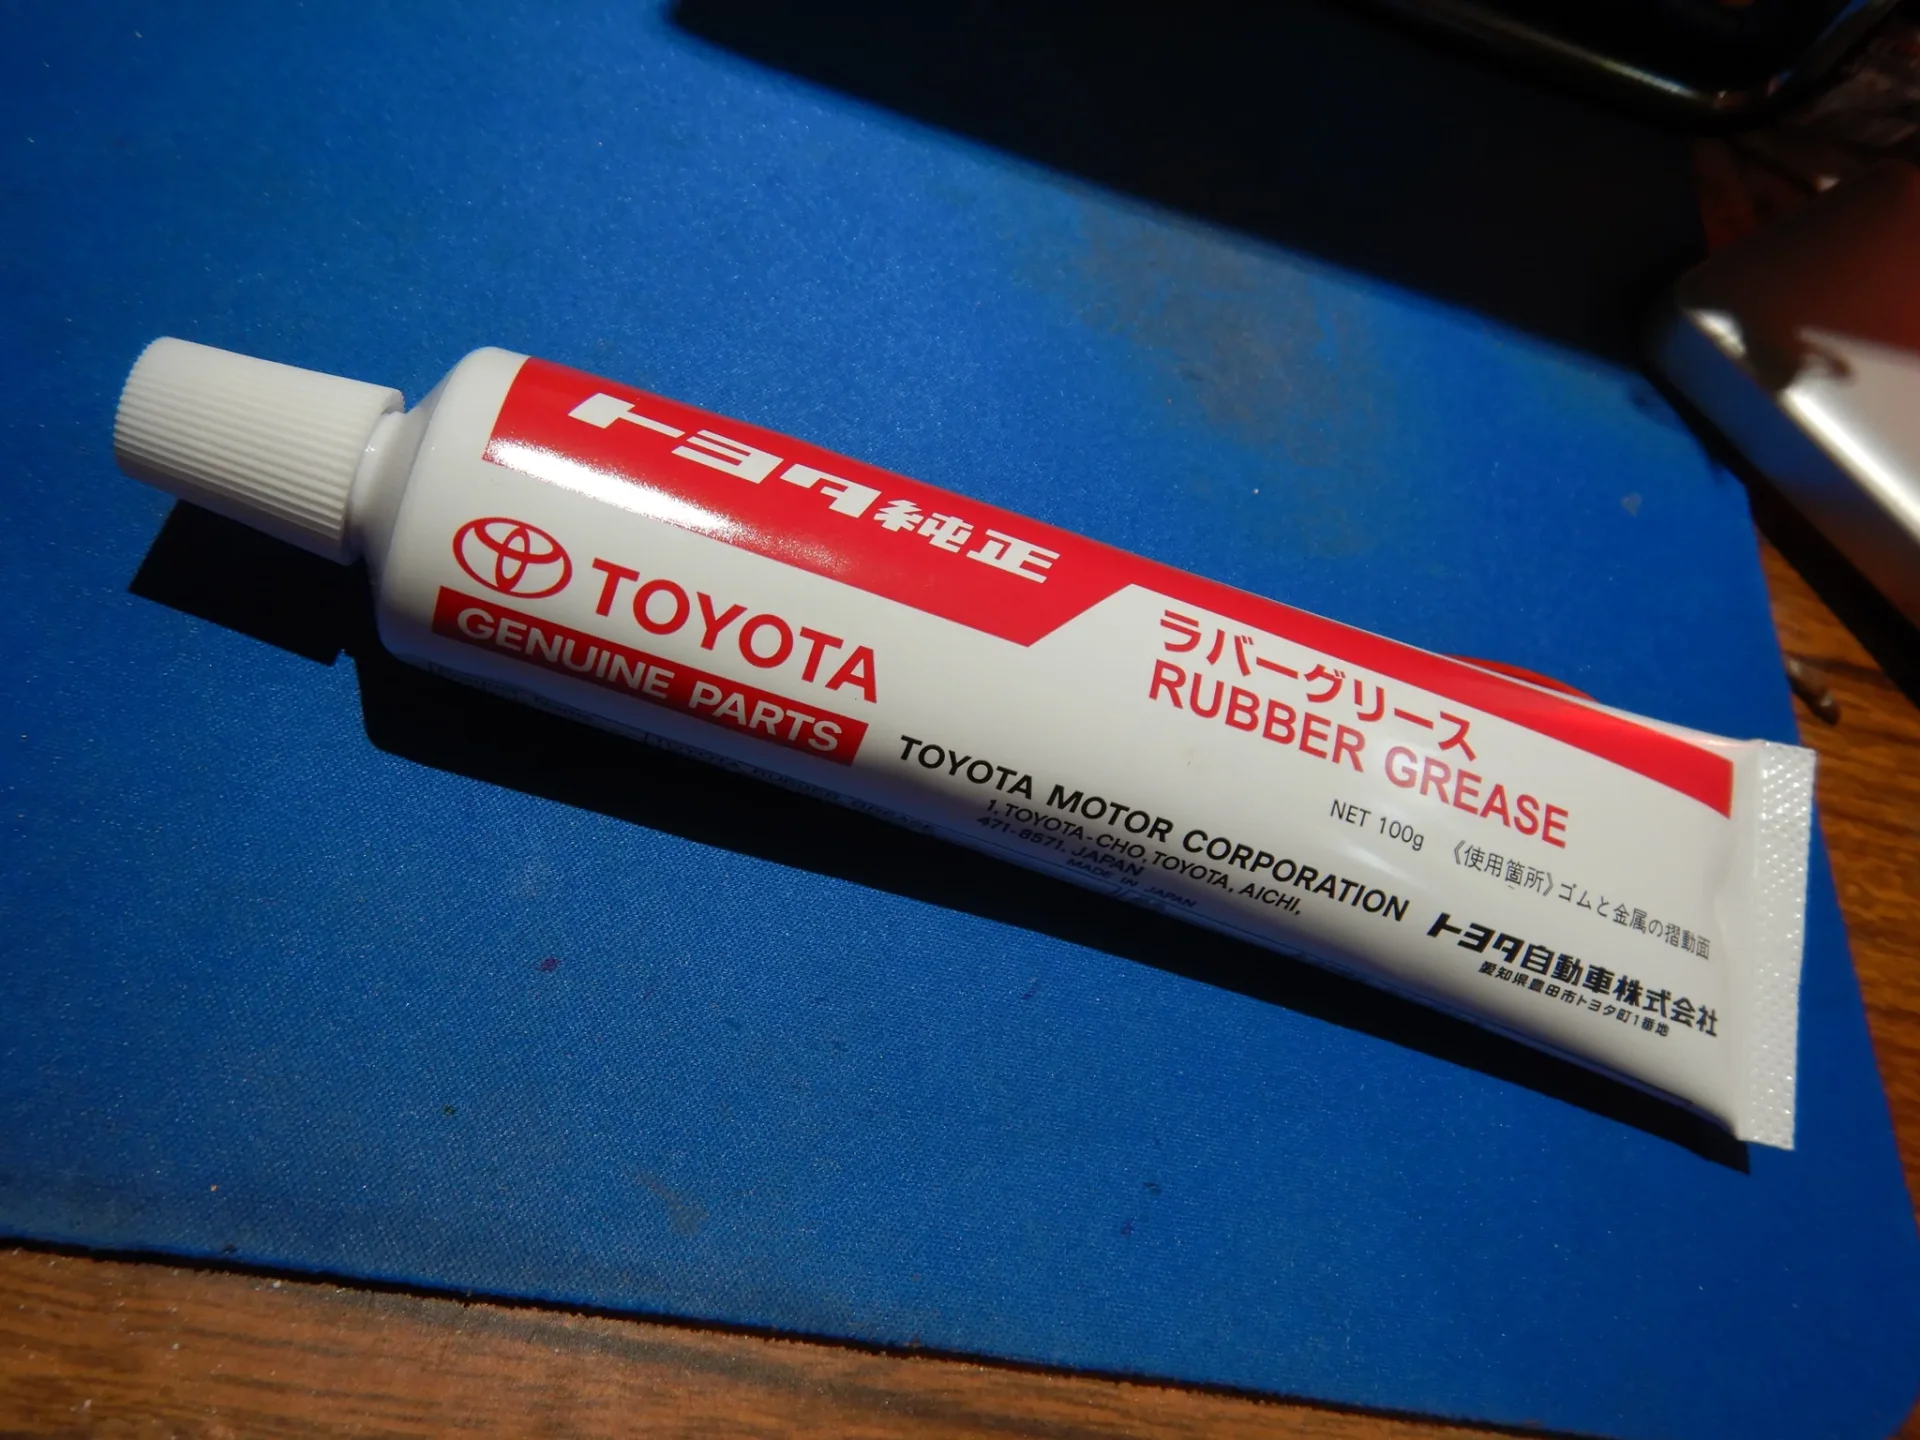 トヨタ純正
TOYOTA
GENUINE PARTS
ラバーグリース
RUBBER GREASE
NET 100g
《使用箇所》ゴムと金属の摺動面
TOYOTA MOTOR CORPORATION
1, TOYOTA-CHO, TOYOTA, AICHI,
471-8571, JAPAN
MADE IN JAPAN
トヨタ自動車株式会社
愛知県豊田市トヨタ町1番地
TOYOTA RUBBER GREASE